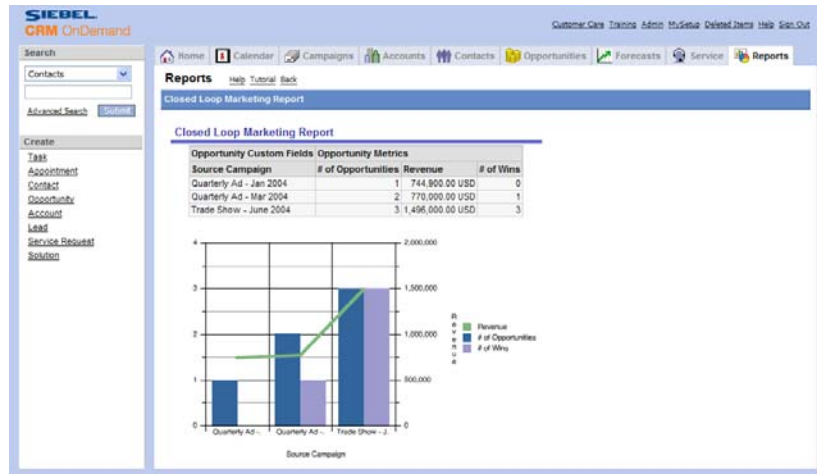 SIEBEL.
CRM OnDemand
Customer Care Training Admin MySetup Deleted Items Help Sign Out
Search
Contacts
Advanced Search Submit
Create
Task
Appointment
Contact
Opportunity
Account
Lead
Service Request
Solution
Home Calendar Campaigns Accounts Contacts Opportunities Forecasts Service Reports
Reports Help Tutorial Back
Closed Loop Marketing Report
Closed Loop Marketing Report
Opportunity Custom Fields Opportunity Metrics
Source Campaign # of Opportunities Revenue # of Wins
Quarterly Ad - Jan 2004 1 744,900.00 USD 0
Quarterly Ad - Mar 2004 2 770,000.00 USD 1
Trade Show - June 2004 3 1,496,000.00 USD 3
4 2,000,000
3 1,500,000
2 1,000,000
1 500,000
0 0
Quarterly Ad -. Quarterly Ad -. Trade Show - J.
Source Campaign
Revenue
Revenue
# of Opportunities
# of Wins